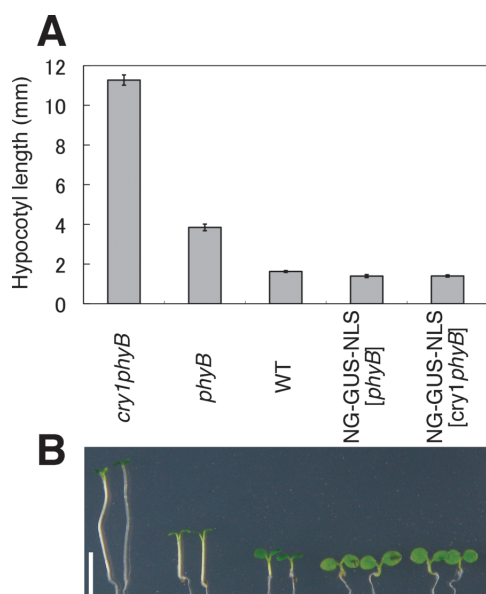 A
Hypocotyl length (mm)
12
10
8
6
4
2
0
cry1phyB
phyB
WT
NG-GUS-NLS
[phyB]
NG-GUS-NLS
[cry1phyB]
B